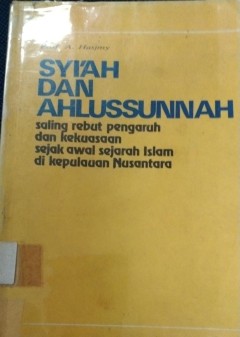 A. Hasjmy
SYI'AH
DAN
AHLUSSUNNAH
saling rebut pengaruh
dan kekuasaan
sejak awal sejarah Islam
di kepulauan Nusantara